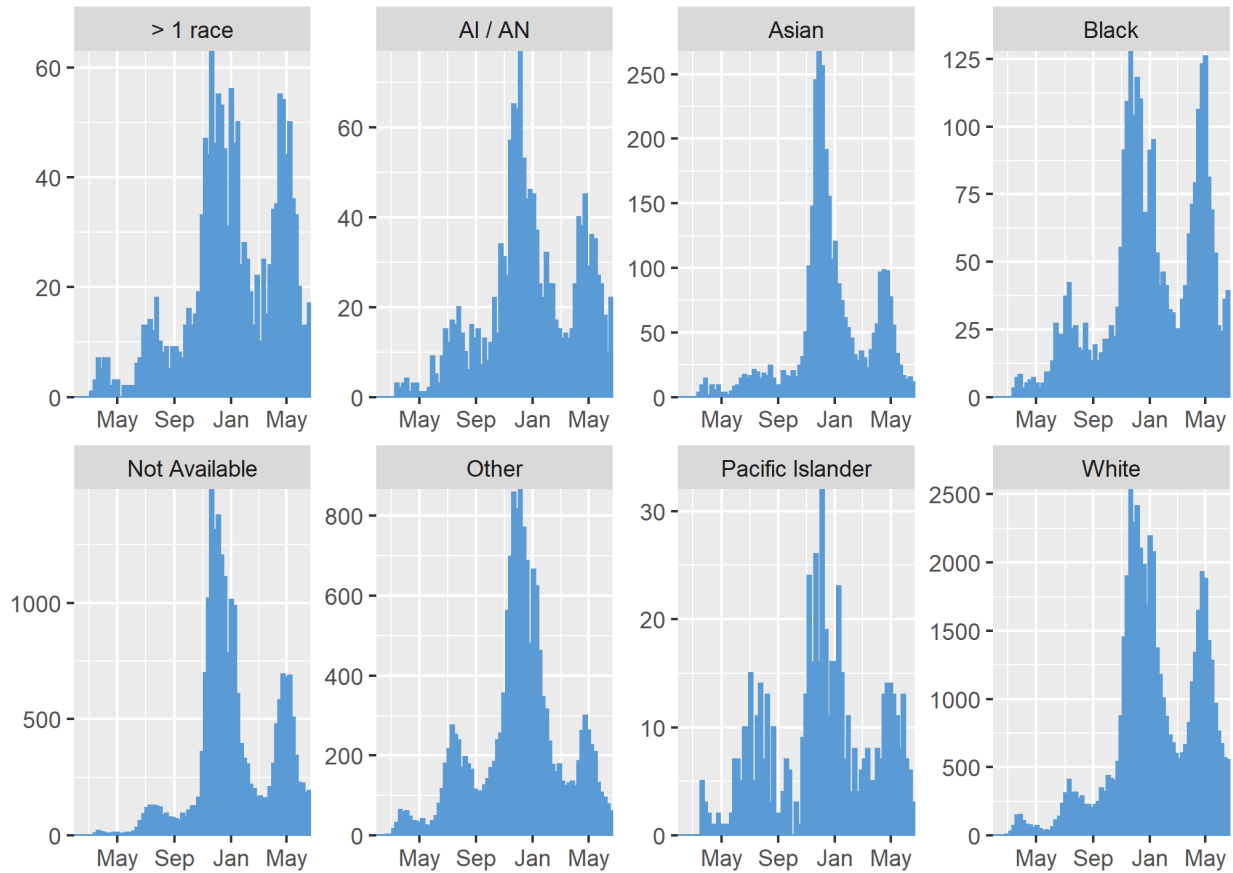 > 1 race
AI / AN
Asian
Black
60
40
20
0
May Sep Jan May
60
40
20
0
May Sep Jan May
250
200
150
100
50
0
May Sep Jan May
125
100
75
50
25
0
May Sep Jan May
Not Available
Other
Pacific Islander
White
1000
500
0
May Sep Jan May
800
600
400
200
0
May Sep Jan May
30
20
10
0
May Sep Jan May
2500
2000
1500
1000
500
0
May Sep Jan May